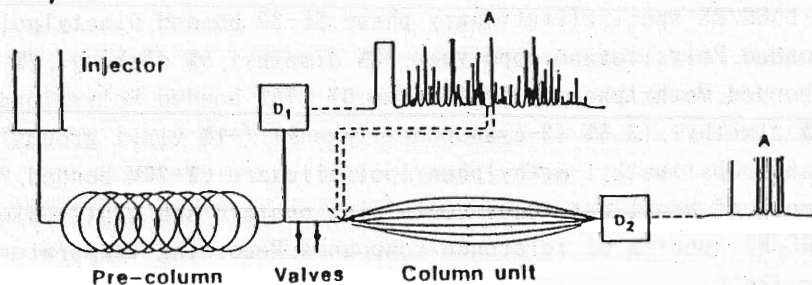 A
Injector
D1
A
D2
Pre-column
Valves
Column unit